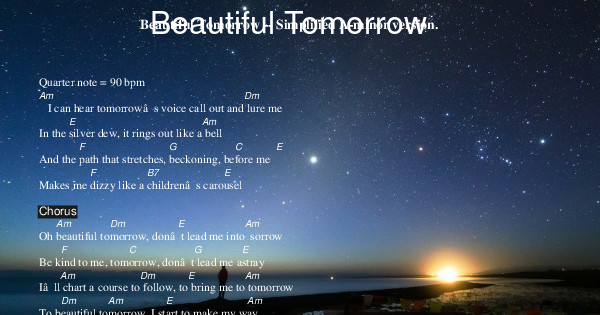 Beautiful Tomorrow
Beautiful Tomorrow - Simplified A-minor version.
Quarter note = 90 bpm
Am Dm
I can hear tomorrowâ s voice call out and lure me
E Am
In the silver dew, it rings out like a bell
F G C E
And the path that stretches, beckoning, before me
F B7 E
Makes me dizzy like a childrenâ s carousel
Chorus
Am Dm E Am
Oh beautiful tomorrow, donâ t lead me into sorrow
F C G E
Be kind to me, tomorrow, donâ t lead me astray
Am Dm E Am
Iâ ll chart a course to follow, to bring me to tomorrow
Dm Am E Am
To beautiful tomorrow, I start to make my way